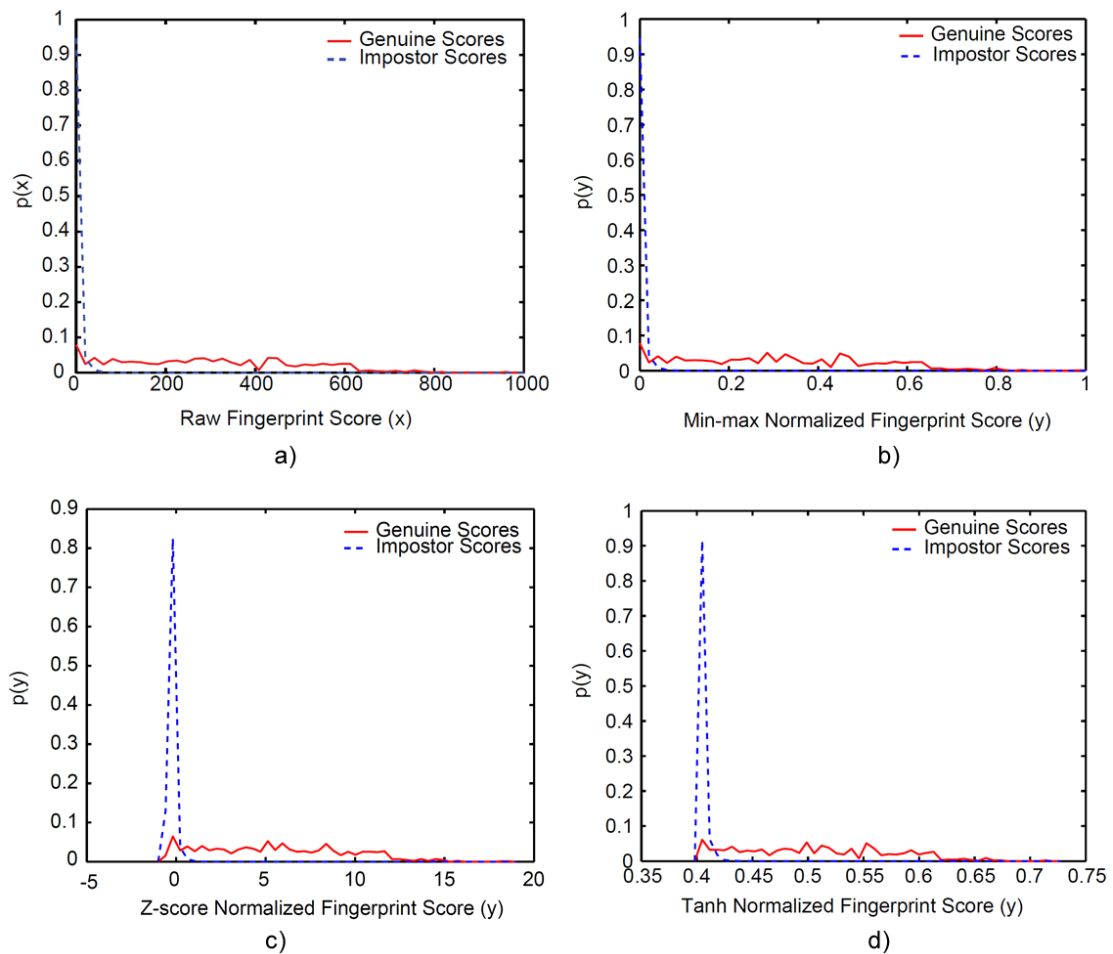 1
0.9
0.8
0.7
0.6
0.5
0.4
0.3
0.2
0.1
0
p(x)
Genuine Scores
Impostor Scores
0 200 400 600 800 1000
Raw Fingerprint Score (x)
a)
1
0.9
0.8
0.7
0.6
0.5
0.4
0.3
0.2
0.1
0
p(y)
Genuine Scores
Impostor Scores
0 0.2 0.4 0.6 0.8 1
Min-max Normalized Fingerprint Score (y)
b)
0.9
0.8
0.7
0.6
0.5
0.4
0.3
0.2
0.1
0
p(y)
Genuine Scores
Impostor Scores
-5 0 5 10 15 20
Z-score Normalized Fingerprint Score (y)
c)
1
0.9
0.8
0.7
0.6
0.5
0.4
0.3
0.2
0.1
0
p(y)
Genuine Scores
Impostor Scores
0.35 0.4 0.45 0.5 0.55 0.6 0.65 0.7 0.75
Tanh Normalized Fingerprint Score (y)
d)